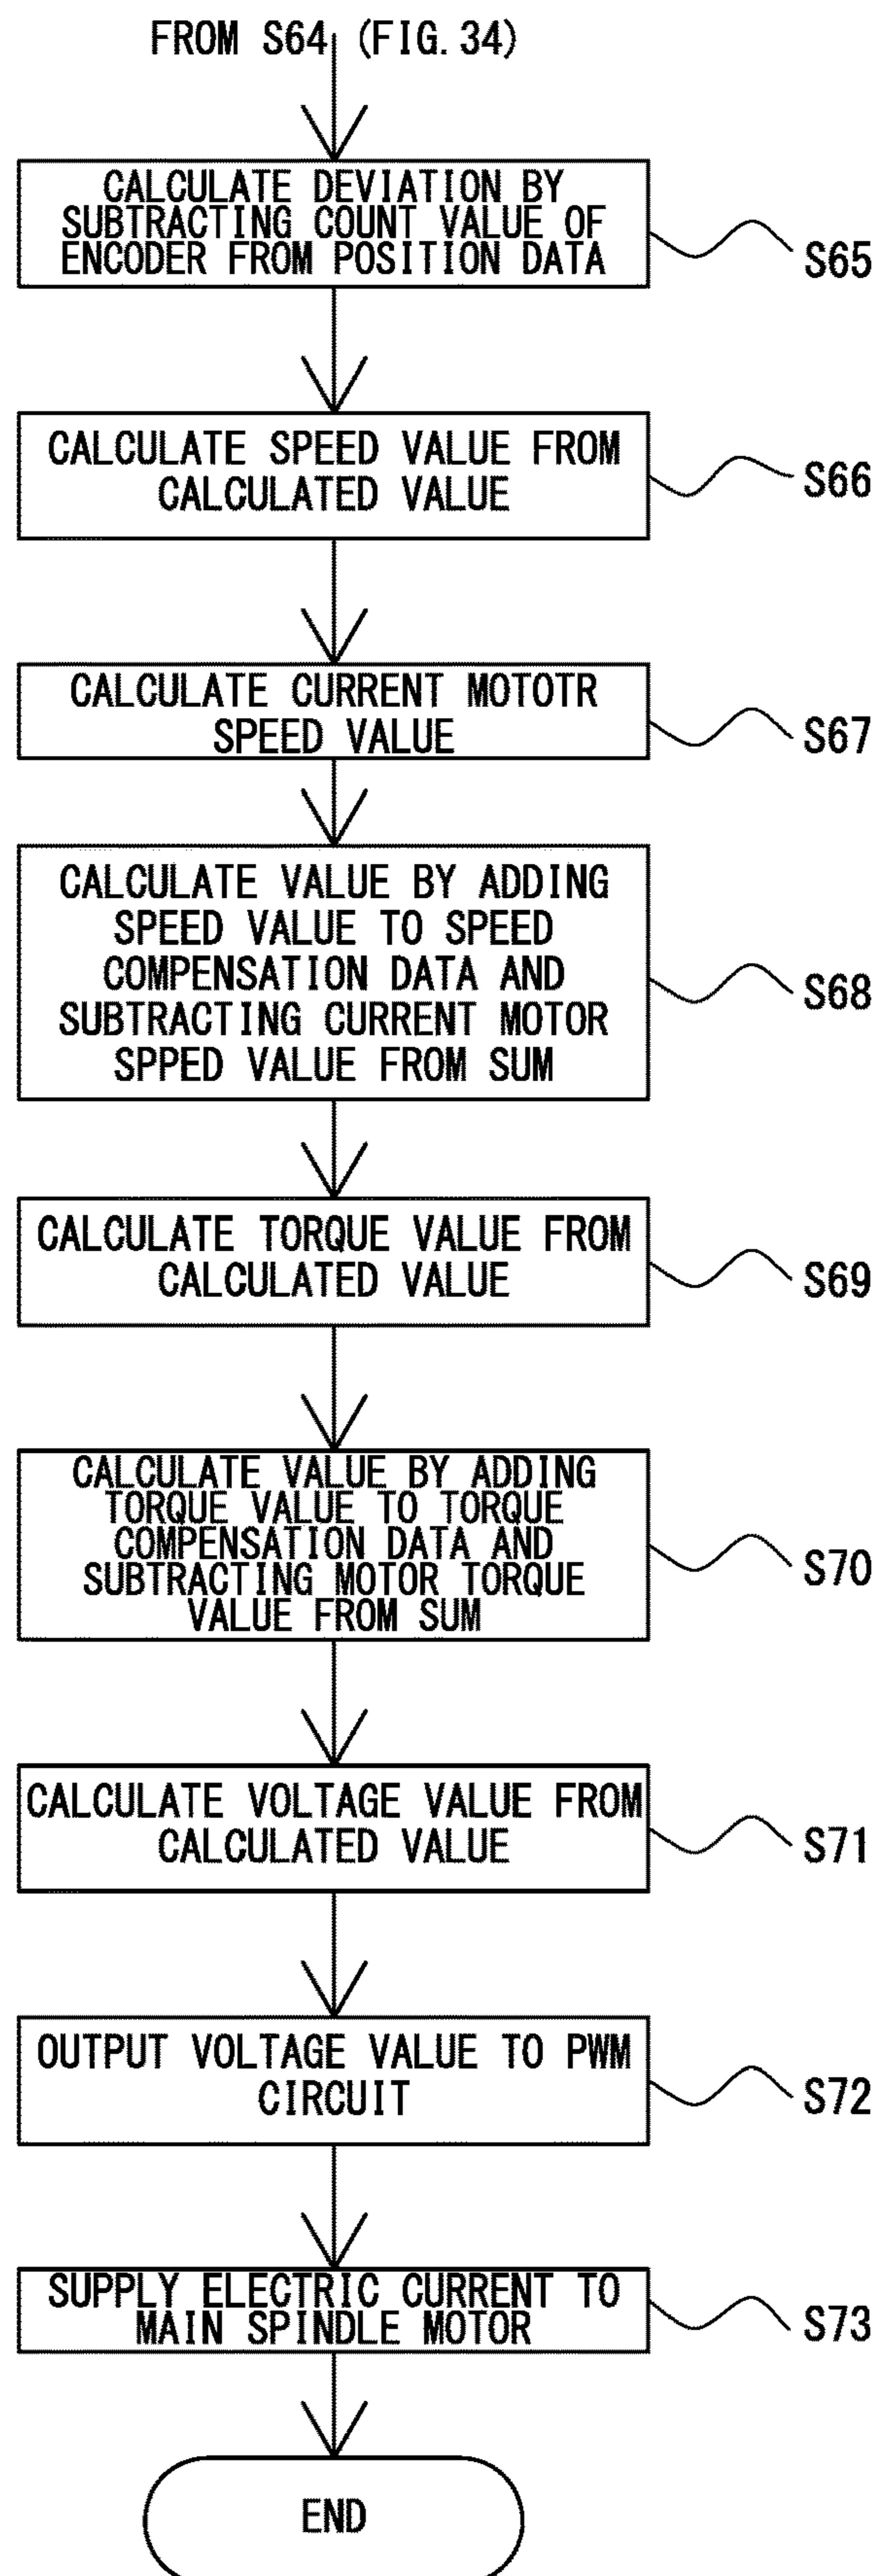 FROM S64 (FIG.34)
CALCULATE DEVIATION BY
SUBTRACTING COUNT VALUE OF
ENCODER FROM POSITION DATA
S65
CALCULATE SPEED VALUE FROM
CALCULATED VALUE
S66
CALCULATE CURRENT MOTOTR
SPEED VALUE
S67
CALCULATE VALUE BY ADDING
SPEED VALUE TO SPEED
COMPENSATION DATA AND
SUBTRACTING CURRENT MOTOR
SPPED VALUE FROM SUM
S68
CALCULATE TORQUE VALUE FROM
CALCULATED VALUE
S69
CALCULATE VALUE BY ADDING
TORQUE VALUE TO TORQUE
COMPENSATION DATA AND
SUBTRACTING MOTOR TORQUE
VALUE FROM SUM
S70
CALCULATE VOLTAGE VALUE FROM
CALCULATED VALUE
S71
OUTPUT VOLTAGE VALUE TO PWM
CIRCUIT
S72
SUPPLY ELECTRIC CURRENT TO
MAIN SPINDLE MOTOR
S73
END